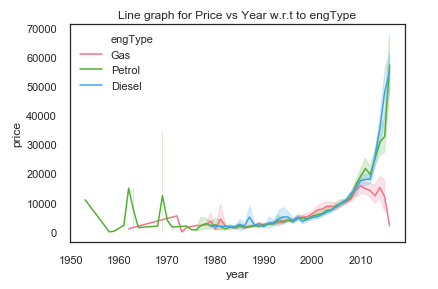 Line graph for Price vs Year w.r.t to engType
70000
60000
50000
40000
30000
20000
10000
0
price
engType
Gas
Petrol
Diesel
1950 1960 1970 1980 1990 2000 2010
year